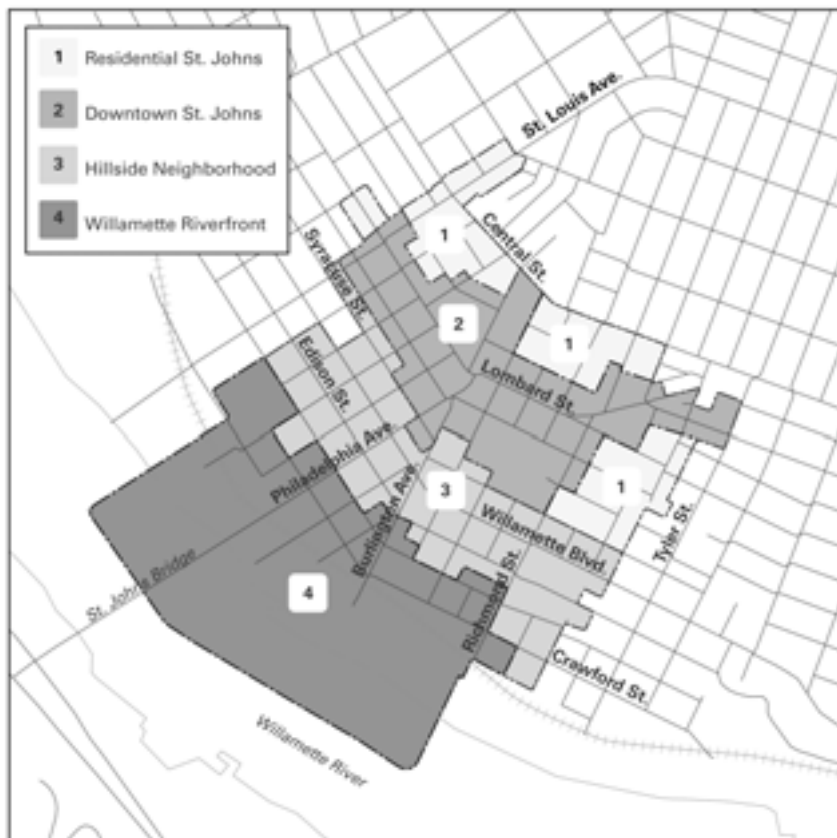 1 Residential St. Johns
2 Downtown St. Johns
3 Hillside Neighborhood
4 Willamette Riverfront
St. Louis Ave.
Central St.
1
Syracuse St.
2
1
Edison St.
Lombard St.
Philadelphia Ave.
3
1
Burlington Ave.
Willamette Blvd.
Tyler St.
St. Johns Bridge
4
Richmond St.
Crawford St.
Willamette River